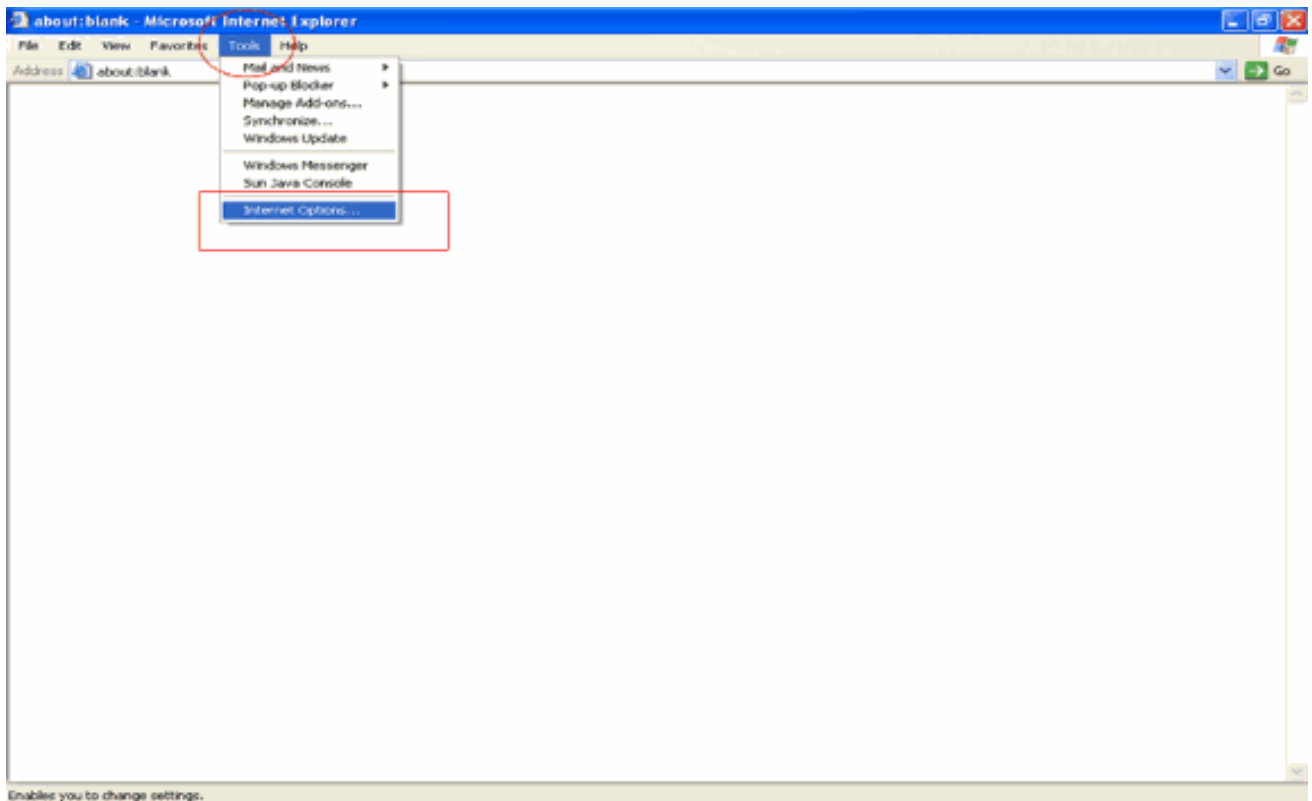 about:blank - Microsoft Internet Explorer
File Edit View Favorites Tools Help
Address about:blank Go
Mail and News
Pop-up Blocker
Manage Add-ons...
Synchronize...
Windows Update
Windows Messenger
Sun Java Console
Internet Options...
Enables you to change settings.